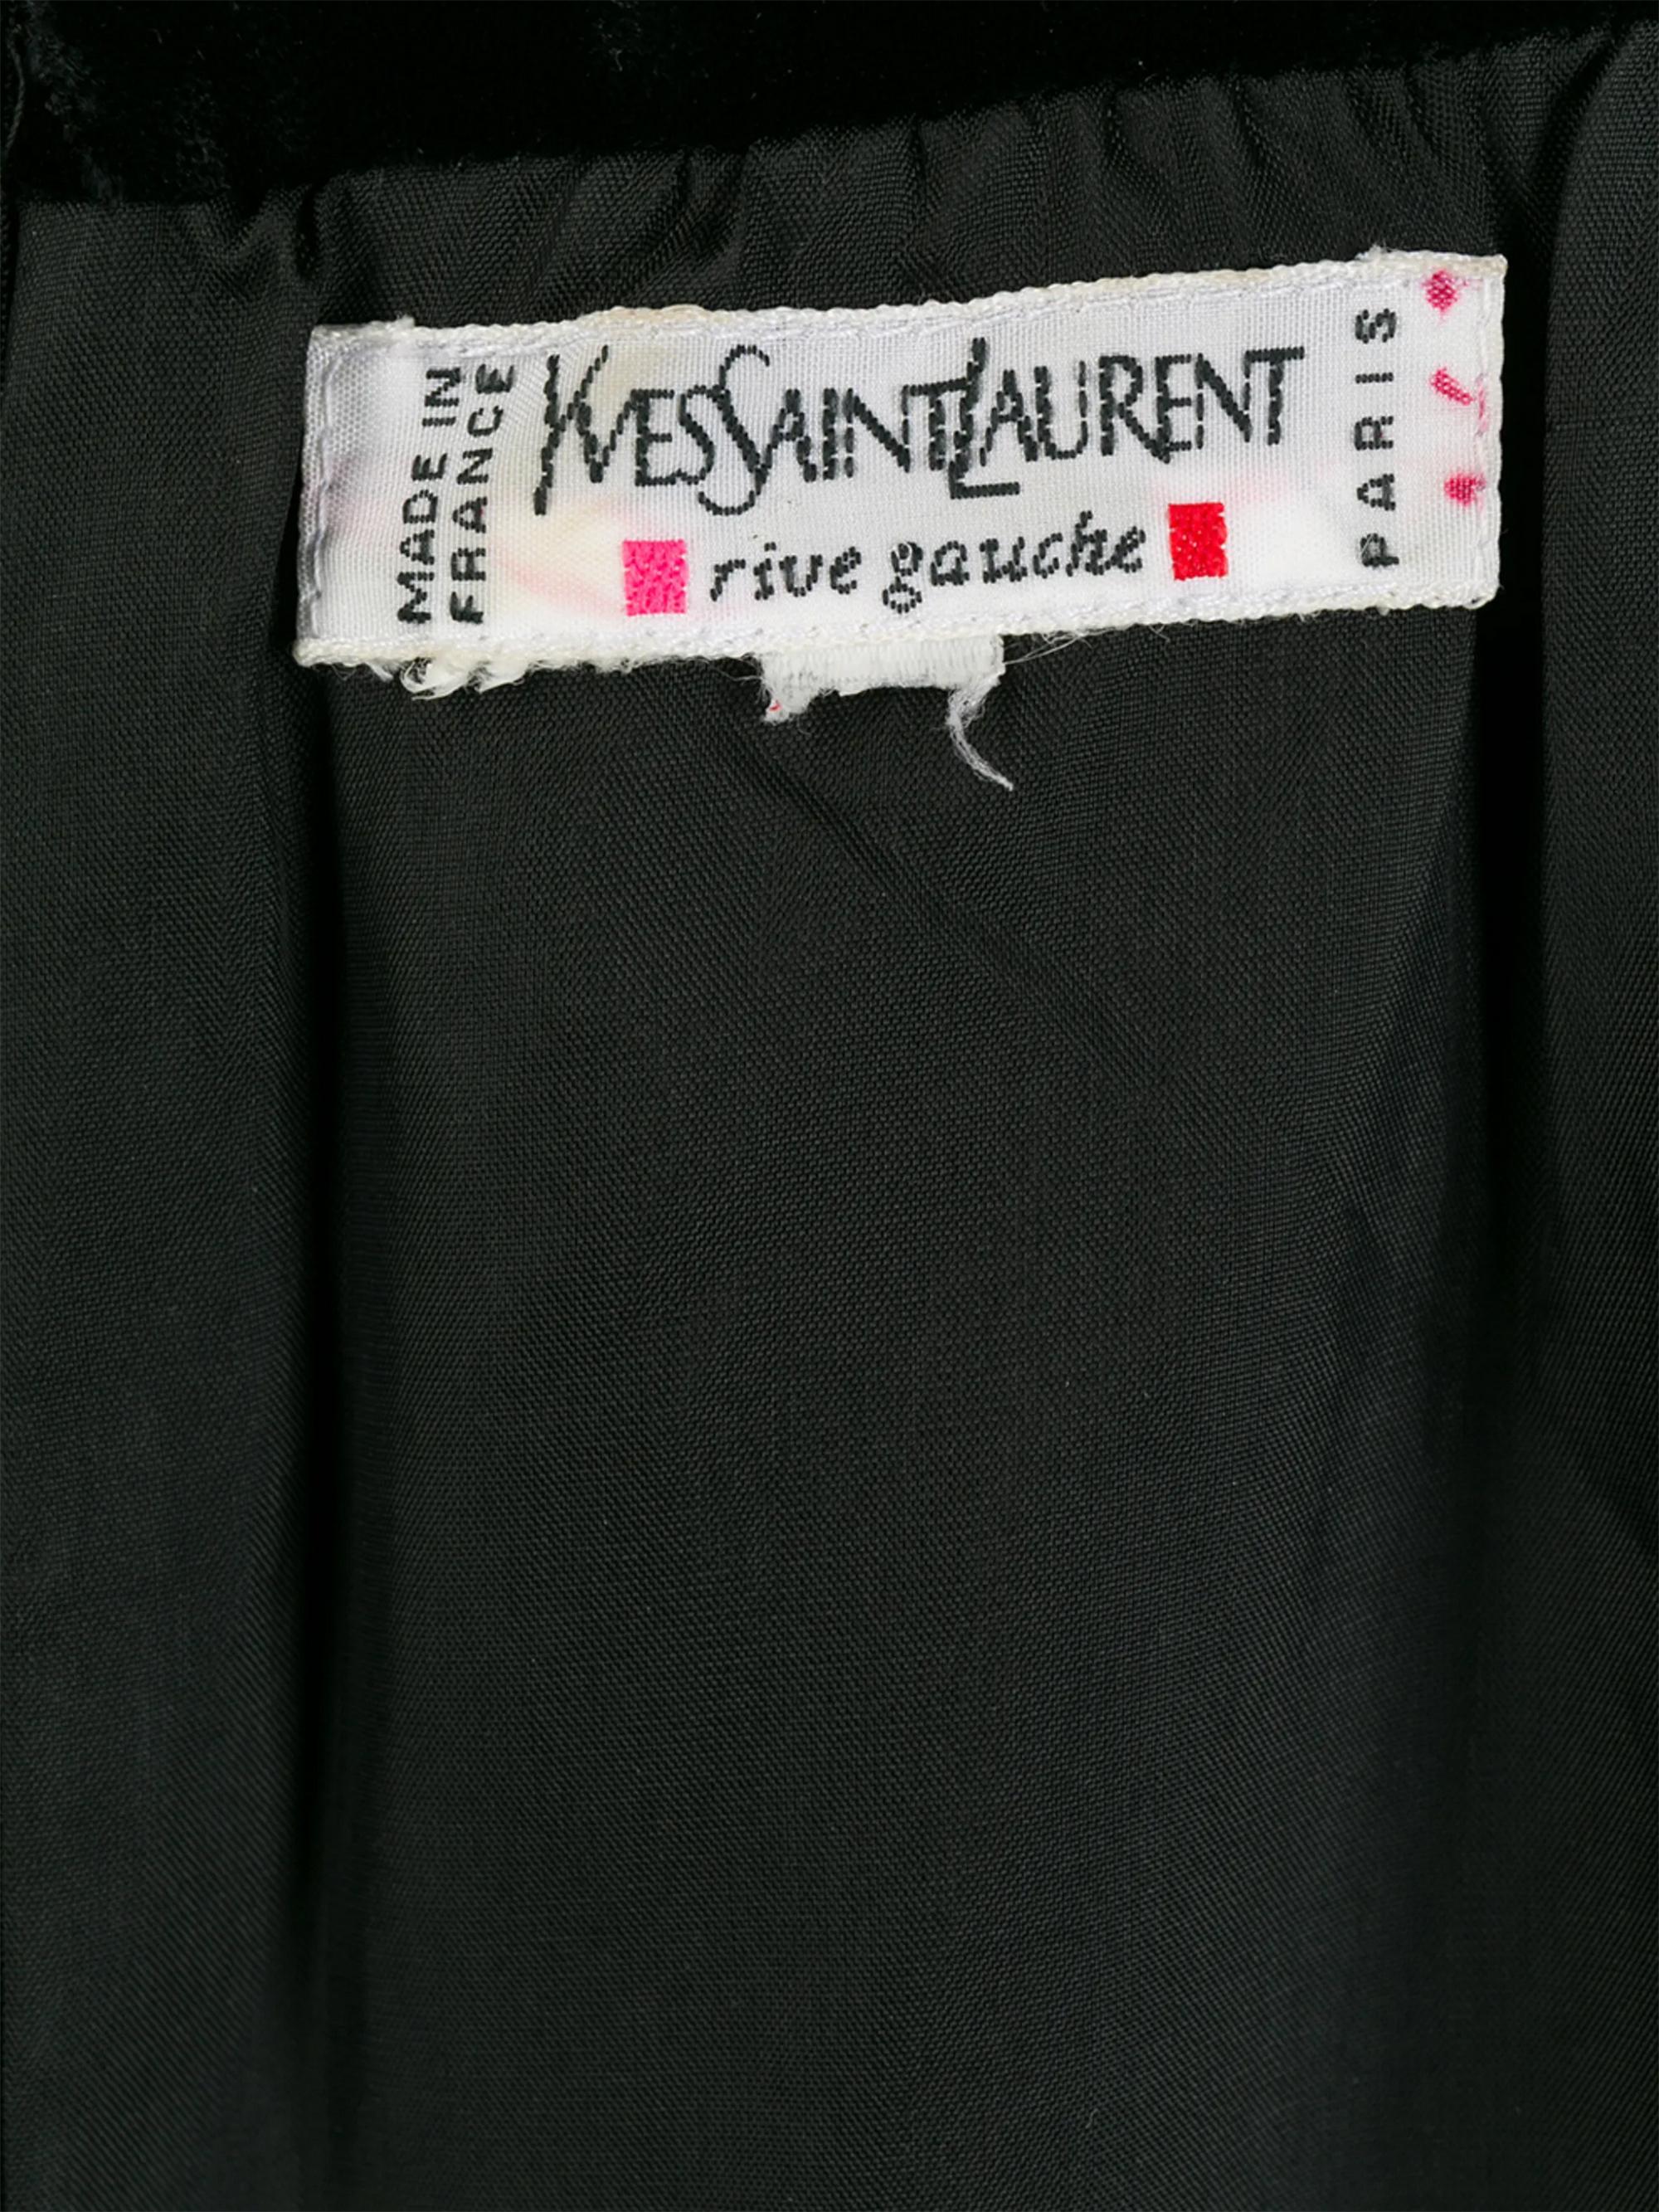 MADE IN
FRANCE
YVESSAINTLAURENT
rive gauche
PARIS